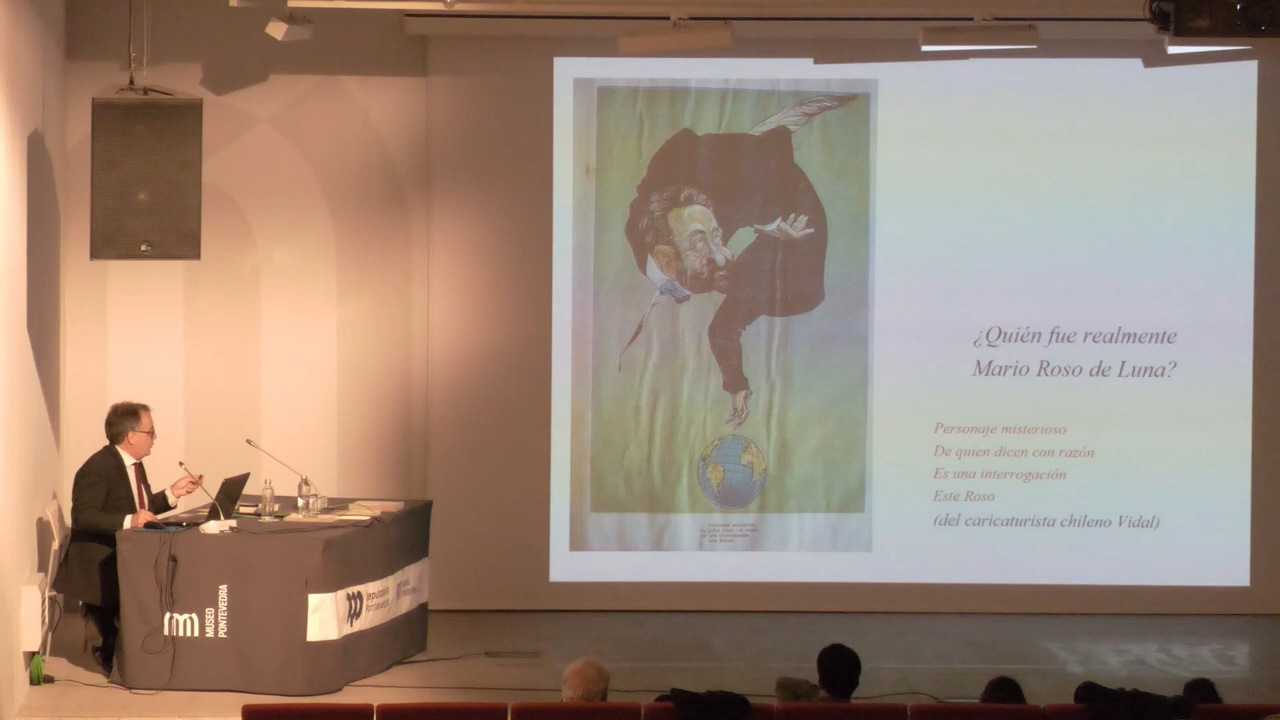 ¿Quién fue realmente
Mario Roso de Luna?
Personaje misterioso
De quien dicen con razón
Es una interrogación
Este Roso
(del caricaturista chileno Vidal)
MUSEO
PONTEVEDRA
Pontevedra